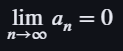 lim aₙ = 0
n→∞